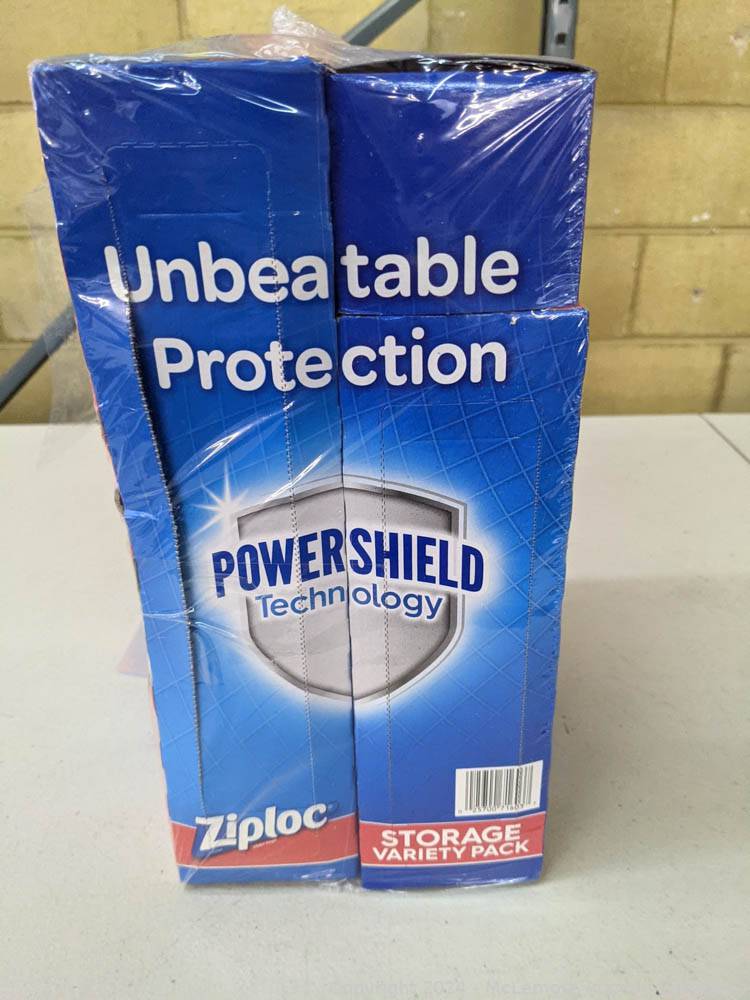 Unbeatable
Protection
POWERSHIELD
Technology
Ziploc
STORAGE
VARIETY PACK